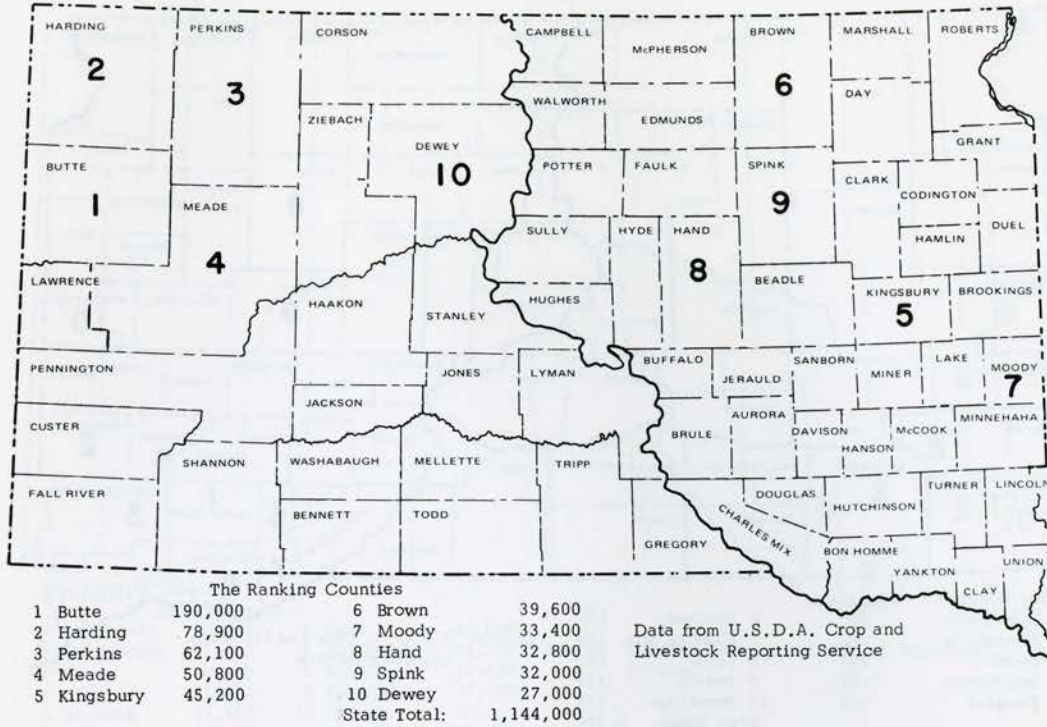 HARDING PERKINS CORSON CAMPBELL McPHERSON BROWN MARSHALL ROBERTS
2 3 6
WALWORTH DAY
ZIEBACH EDMUNDS
DEWEY GRANT
10
BUTTE POTTER FAULK SPINK
1 MEADE 9 CLARK CODINGTON
4 SULLY HYDE HAND HAMLIN DUEL
8
LAWRENCE BEADLE
HAAKON HUGHES KINGSBURY BROOKINGS
STANLEY 5
PENNINGTON JONES LYMAN BUFFALO JERAULD SANBORN MINER LAKE MOODY
7
JACKSON AURORA
CUSTER BRULE DAVISON HANSON McCOOK MINNEHAHA
SHANNON WASHABAUGH MELLETTE TRIPP
FALL RIVER DOUGLAS HUTCHINSON TURNER LINCOLN
BENNETT TODD CHARLES MIX
GREGORY BON HOMME YANKTON CLAY UNION
The Ranking Counties
1 Butte 190,000 6 Brown 39,600
2 Harding 78,900 7 Moody 33,400
3 Perkins 62,100 8 Hand 32,800
4 Meade 50,800 9 Spink 32,000
5 Kingsbury 45,200 10 Dewey 27,000
State Total: 1,144,000
Data from U.S.D.A. Crop and
Livestock Reporting Service